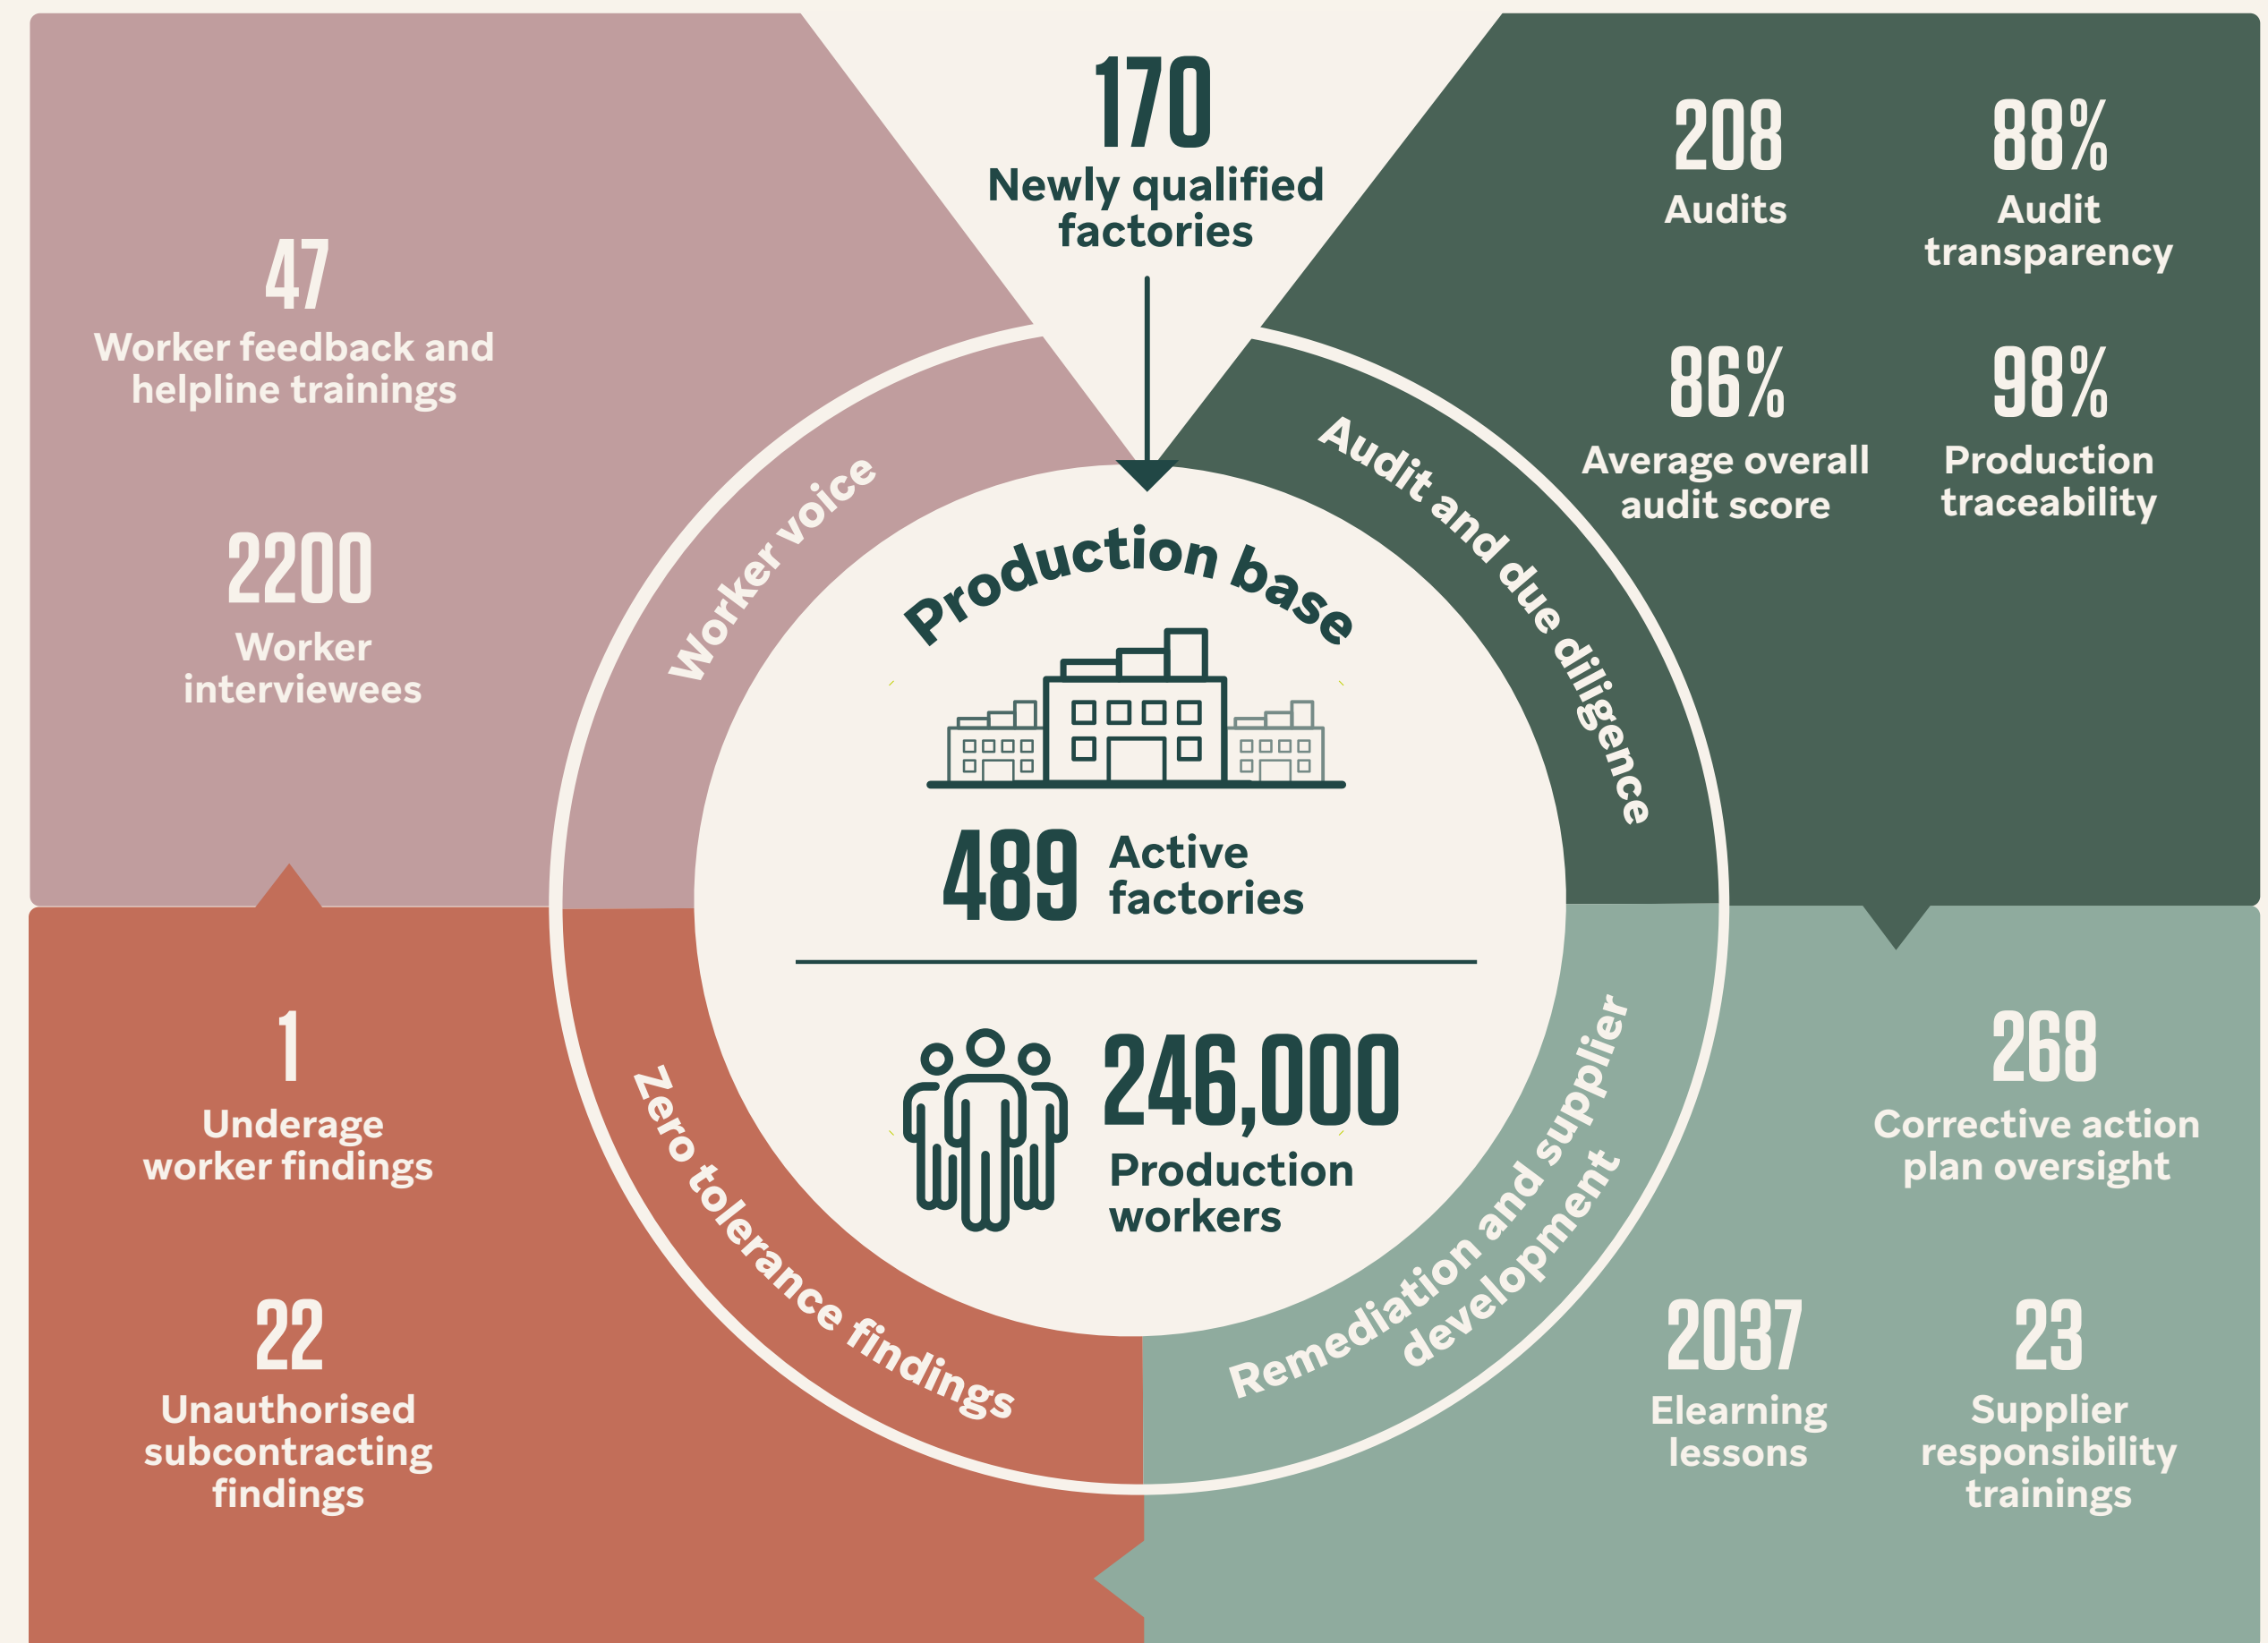 170
Newly qualified
factories
208
Audits
88%
Audit
transparency
86%
Average overall
audit score
98%
Production
traceability
47
Worker feedback and
helpline trainings
2200
Worker
interviewees
Worker voice
Audit and due diligence
Production base
489
Active
factories
246,000
Production
workers
1
Underage
worker findings
22
Unauthorised
subcontracting
findings
Zero tolerance findings
Remediation and supplier
development
268
Corrective action
plan oversight
2037
Elearning
lessons
23
Supplier
responsibility
trainings